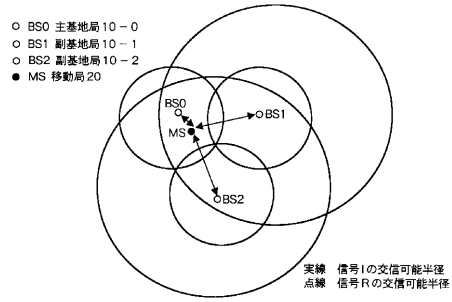 ○ BS0 主基地局10-0
○ BS1 副基地局10-1
○ BS2 副基地局10-2
● MS 移動局20
BS0
BS1
MS
BS2
実線 信号Iの交信可能半径
点線 信号Rの交信可能半径